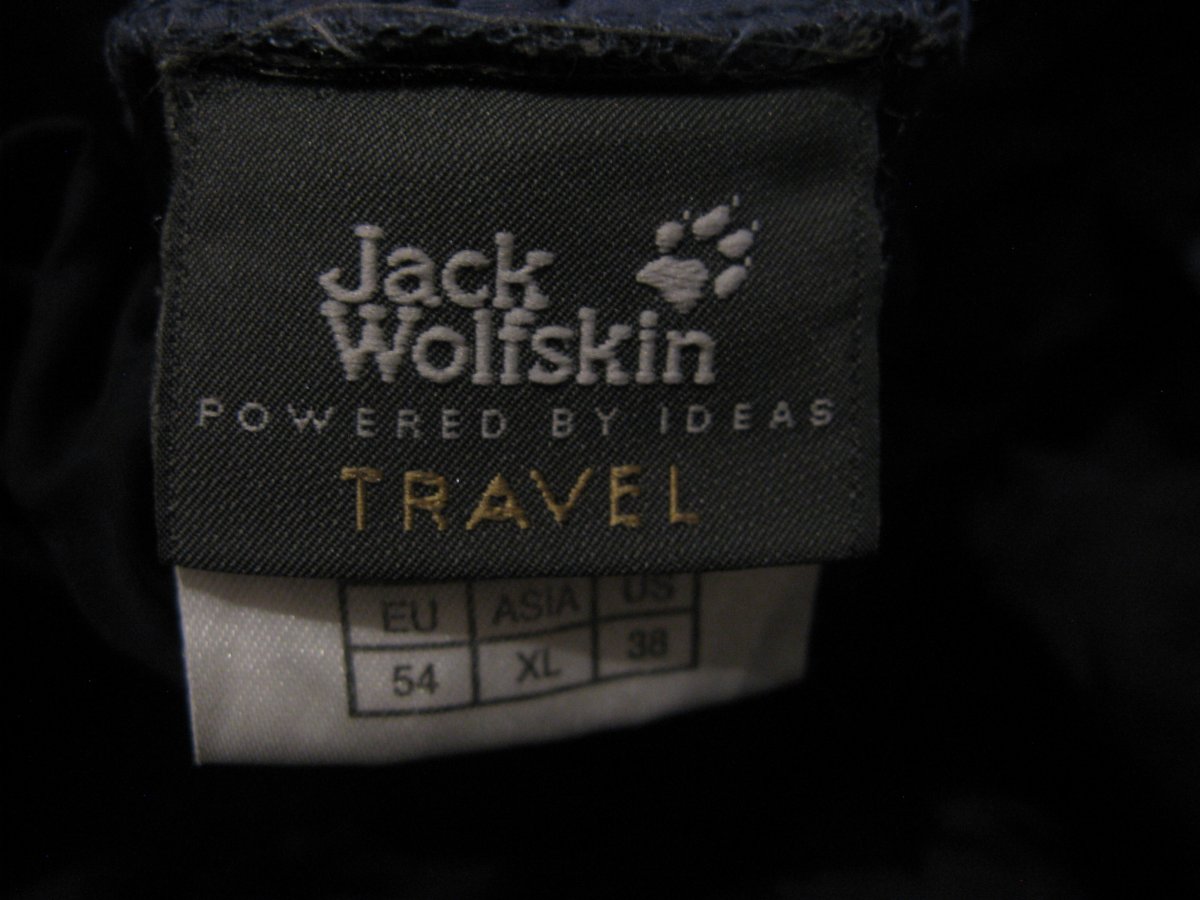 Jack
Wolfskin
POWERED BY IDEAS
TRAVEL
EU ASIA US
54 XL 38